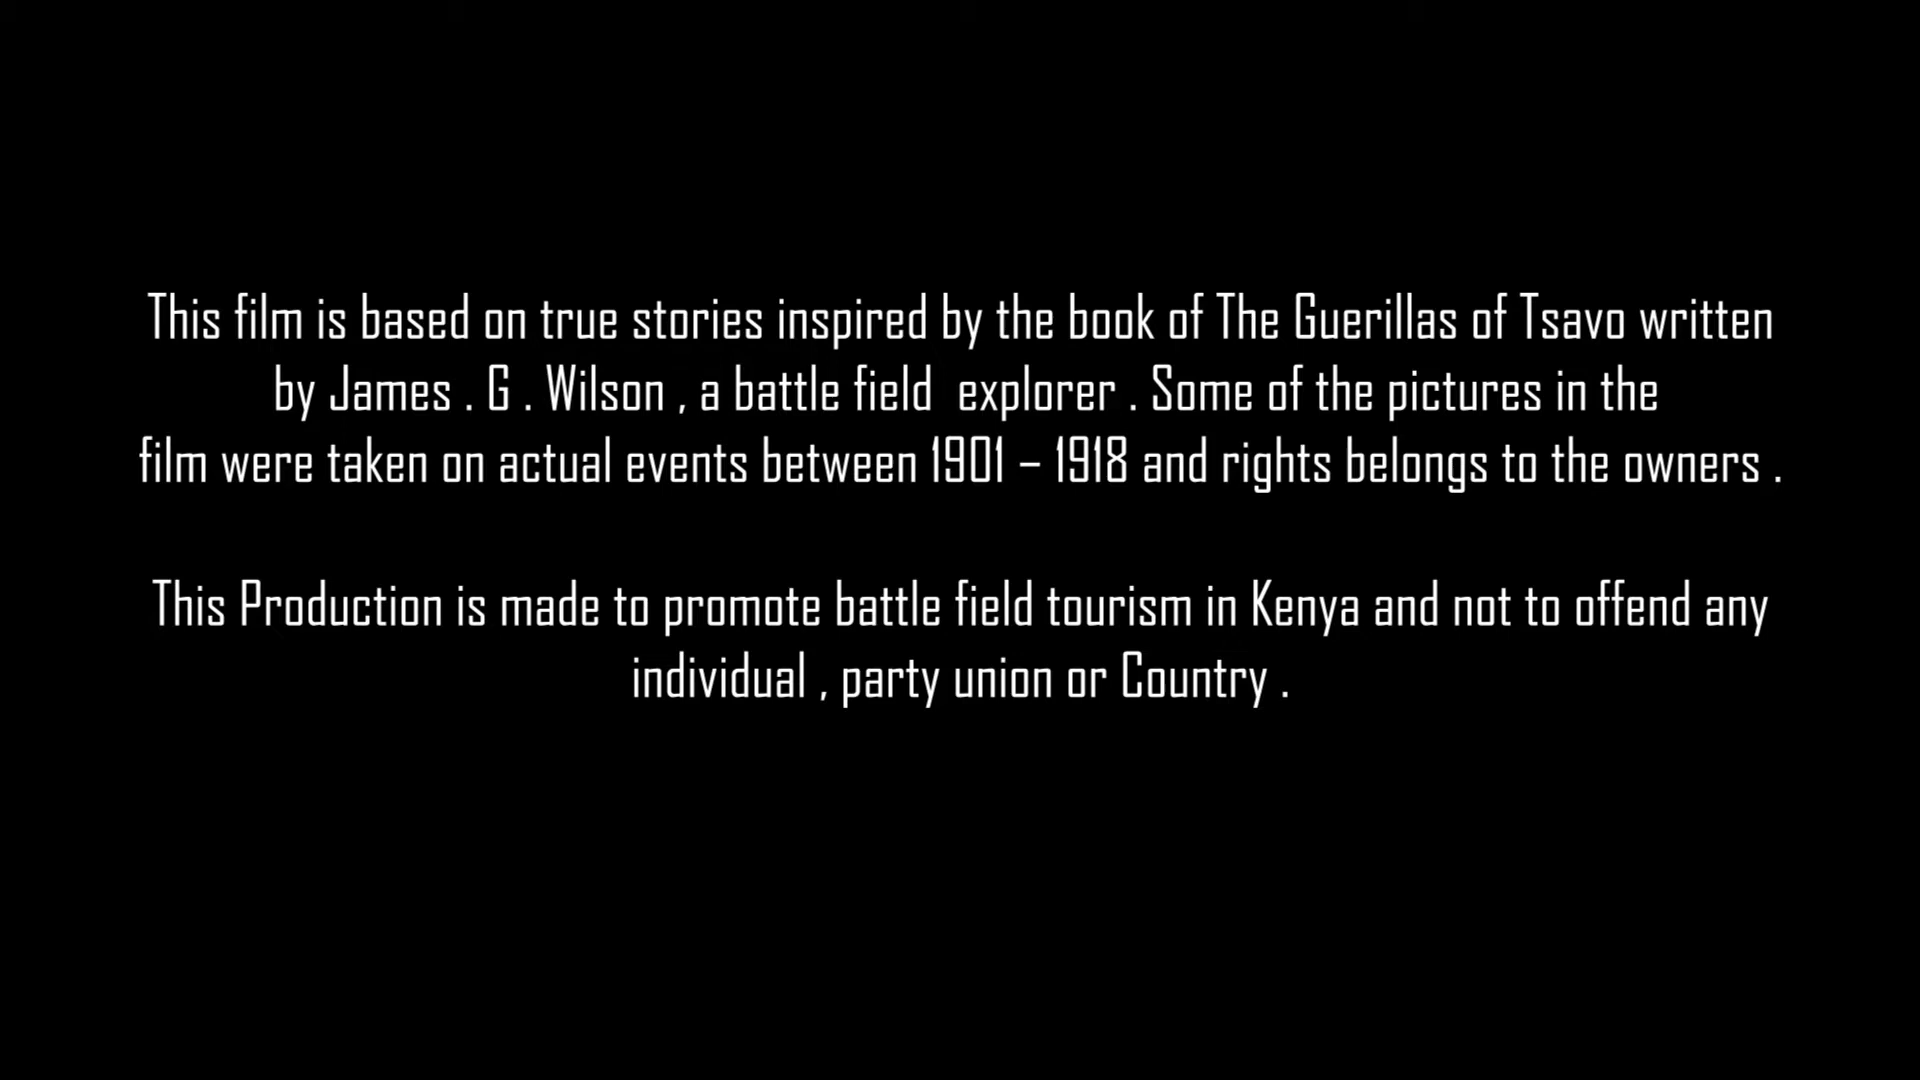 This film is based on true stories inspired by the book of The Guerillas of Tsavo written
by James . G . Wilson , a battle field  explorer . Some of the pictures in the
film were taken on actual events between 1901 – 1918 and rights belongs to the owners .
This Production is made to promote battle field tourism in Kenya and not to offend any
individual , party union or Country .